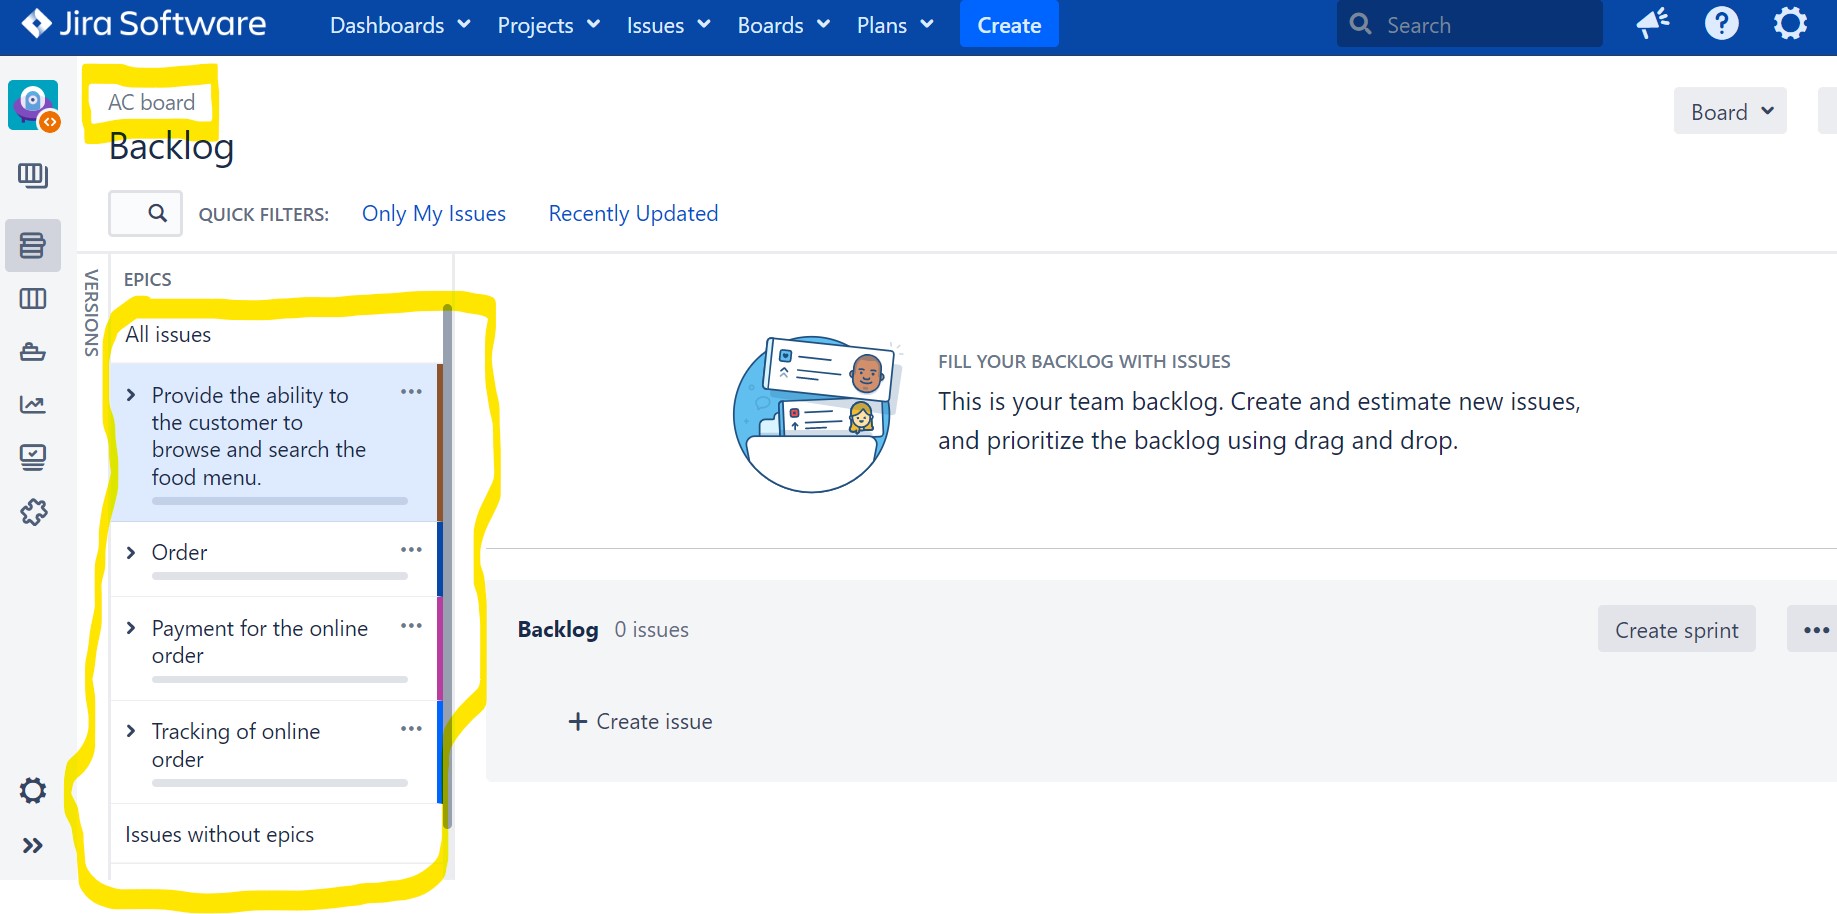 Jira Software
Dashboards
Projects
Issues
Boards
Plans
Create
Search
AC board
Backlog
Board
QUICK FILTERS:
Only My Issues
Recently Updated
VERSIONS
EPICS
All issues
Provide the ability to
the customer to
browse and search the
food menu.
Order
Payment for the online
order
Tracking of online
order
Issues without epics
FILL YOUR BACKLOG WITH ISSUES
This is your team backlog. Create and estimate new issues,
and prioritize the backlog using drag and drop.
Backlog 0 issues
Create sprint
+ Create issue